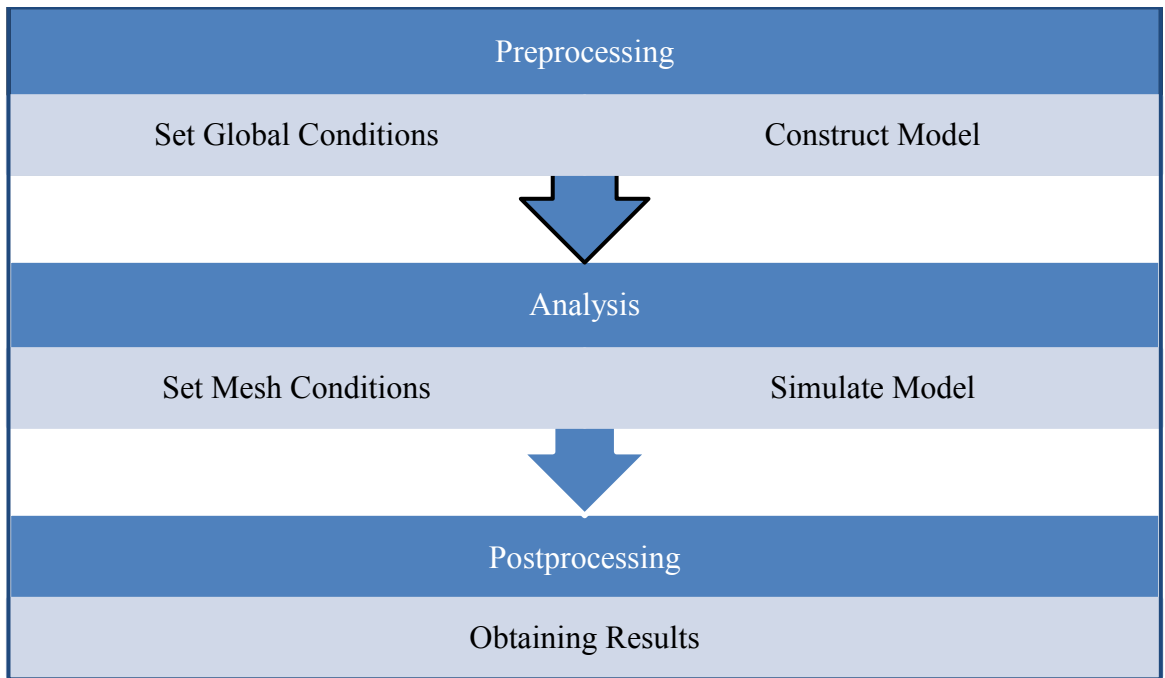 Preprocessing
Set Global Conditions
Construct Model
Analysis
Set Mesh Conditions
Simulate Model
Postprocessing
Obtaining Results